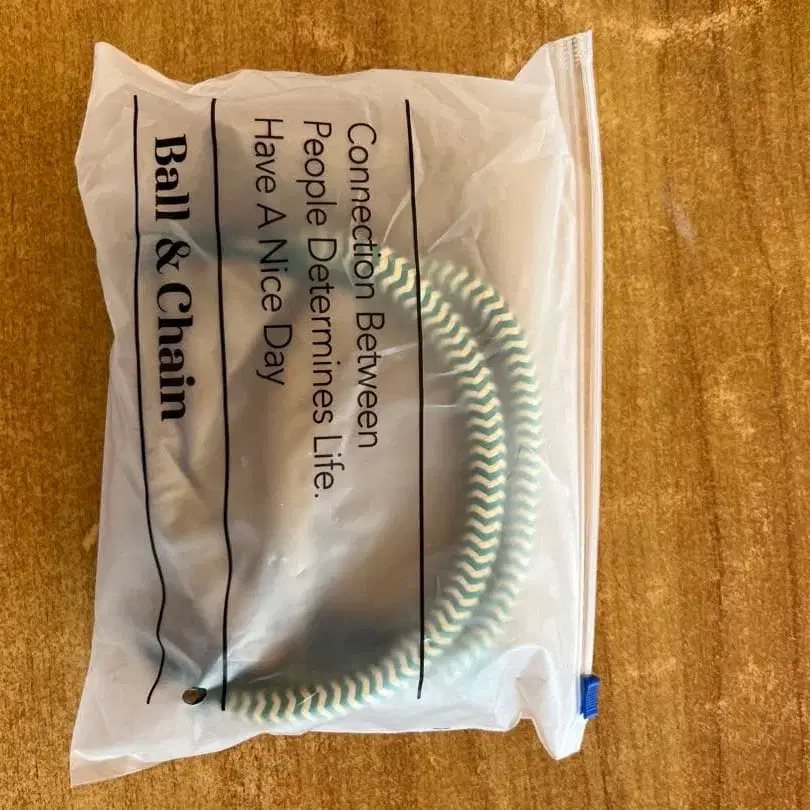 Connection Between
People Determines Life.
Have A Nice Day
Ball & Chain